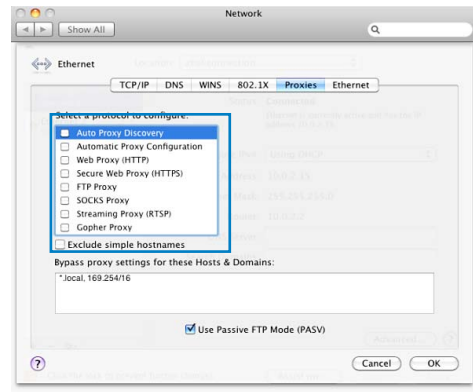 Network
Show All
Ethernet
TCP/IP DNS WINS 802.1X Proxies Ethernet
Select a protocol to configure:
Auto Proxy Discovery
Automatic Proxy Configuration
Web Proxy (HTTP)
Secure Web Proxy (HTTPS)
FTP Proxy
SOCKS Proxy
Streaming Proxy (RTSP)
Gopher Proxy
Exclude simple hostnames
Bypass proxy settings for these Hosts & Domains:
*.local, 169.254/16
Use Passive FTP Mode (PASV)
? Cancel OK